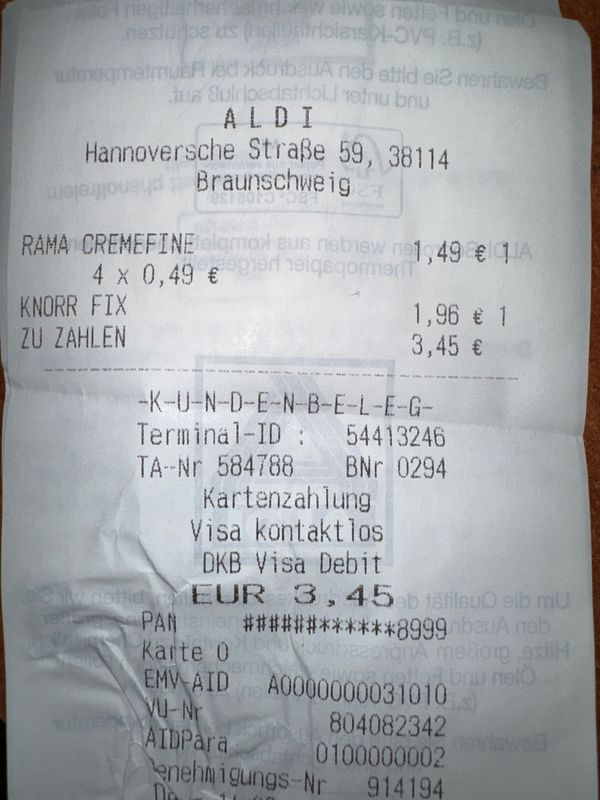 ALDI
Hannoversche Straße 59, 38114
Braunschweig
RAMA CREMEFINE 1,49 € 1
4 x 0,49 €
KNORR FIX 1,96 € 1
ZU ZAHLEN 3,45 €
-K-U-N-D-E-N-B-E-L-E-G-
Terminal-ID : 54413246
TA-Nr 584788 BNr 0294
Kartenzahlung
Visa kontaktlos
DKB Visa Debit
EUR 3,45
PAN ######******8999
Karte 0
EMV-AID A0000000031010
VU-Nr 804082342
AIDPara 0100000002
Genehmigungs-Nr 914194